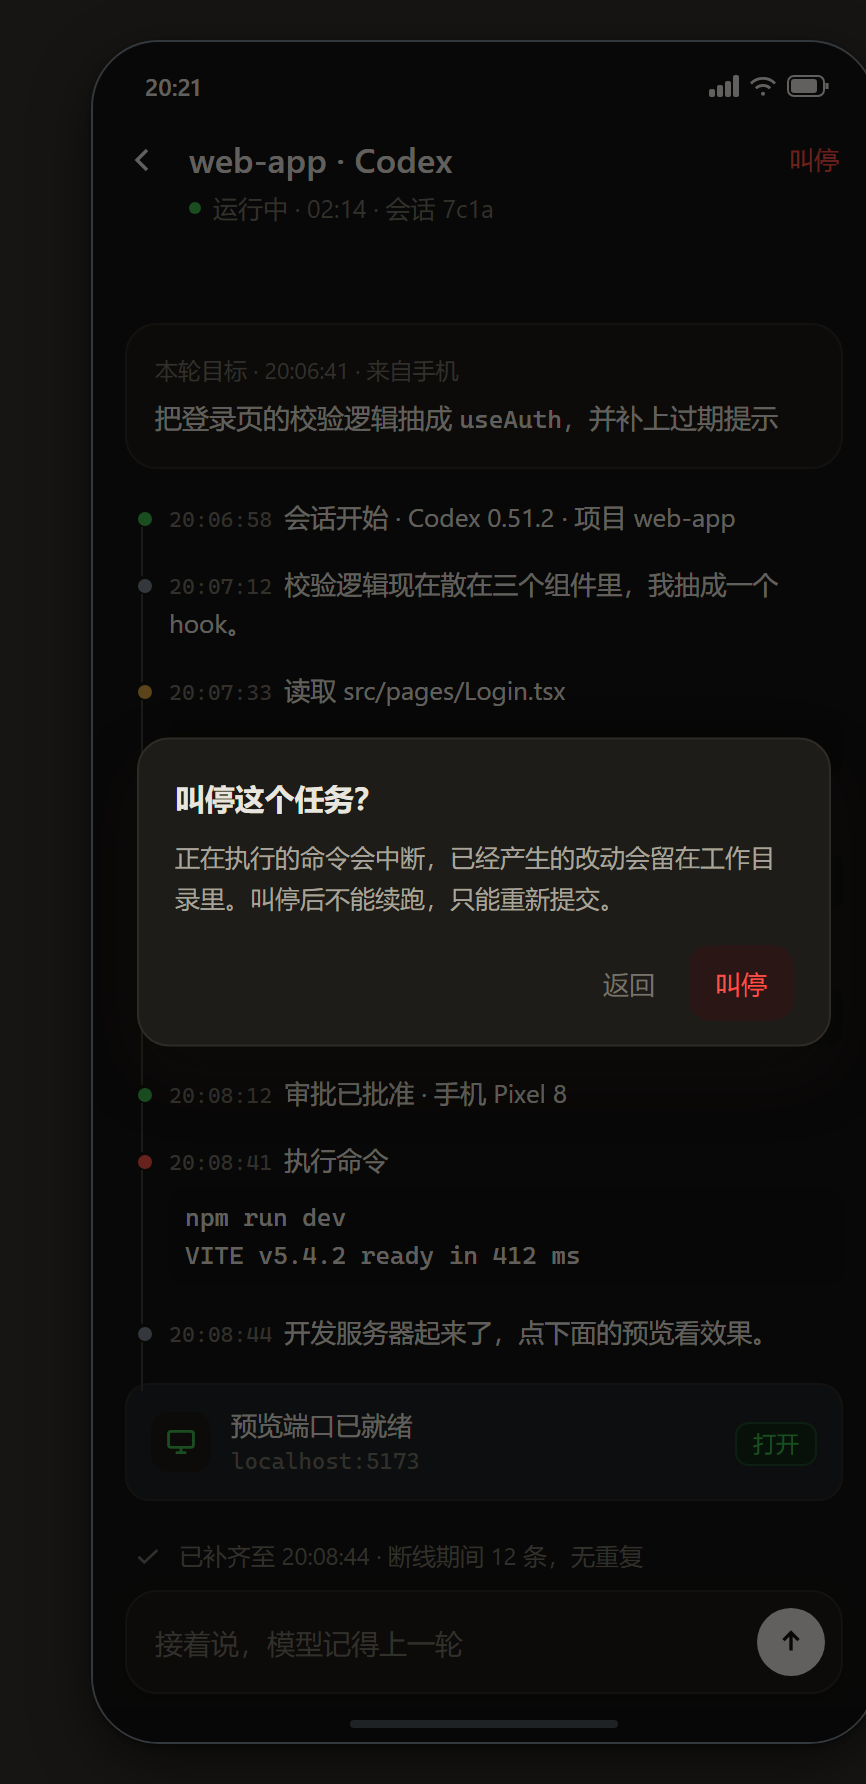 20:21
web-app · Codex
叫停
运行中 · 02:14 · 会话 7c1a
本轮目标 · 20:06:41 · 来自手机
把登录页的校验逻辑抽成 useAuth，并补上过期提示
20:06:58 会话开始 · Codex 0.51.2 · 项目 web-app
20:07:12 校验逻辑现在散在三个组件里，我抽成一个
hook。
20:07:33 读取 src/pages/Login.tsx
叫停这个任务？
正在执行的命令会中断，已经产生的改动会留在工作目
录里。叫停后不能续跑，只能重新提交。
返回
叫停
20:08:12 审批已批准 · 手机 Pixel 8
20:08:41 执行命令
npm run dev
VITE v5.4.2 ready in 412 ms
20:08:44 开发服务器起来了，点下面的预览看效果。
预览端口已就绪
localhost:5173
打开
已补齐至 20:08:44 · 断线期间 12 条，无重复
接着说，模型记得上一轮